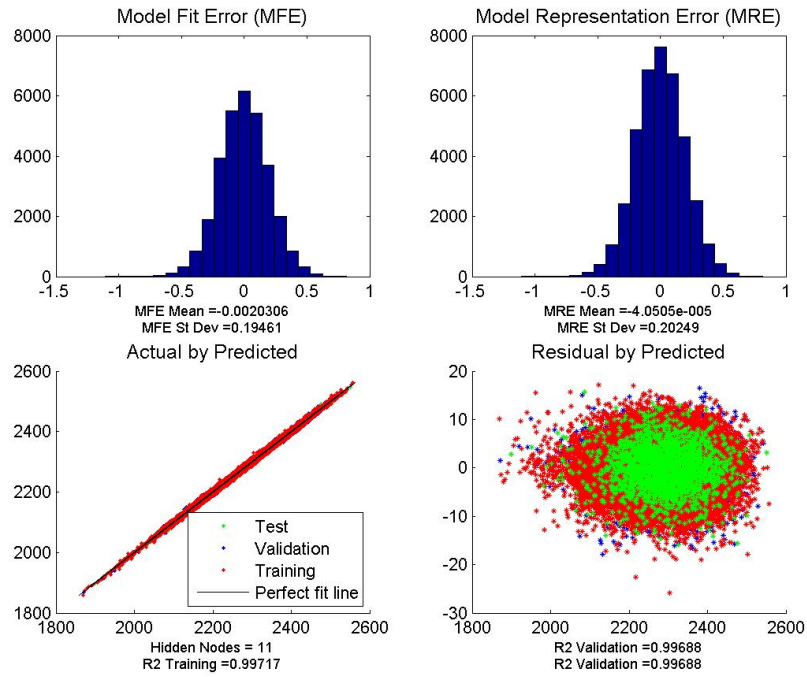 Model Fit Error (MFE)
8000
6000
4000
2000
0
-1.5
-1
-0.5
0
0.5
1
MFE Mean =-0.0020306
MFE St Dev =0.19461
Model Representation Error (MRE)
8000
6000
4000
2000
0
-1.5
-1
-0.5
0
0.5
1
MRE Mean =-4.0505e-005
MRE St Dev =0.20249
Actual by Predicted
2600
2400
2200
2000
1800
Test
Validation
Training
Perfect fit line
2000
2200
2400
2600
Hidden Nodes = 11
R2 Training =0.99717
Residual by Predicted
20
10
0
-10
-20
-30
1800
2000
2200
2400
2600
R2 Validation =0.99688
R2 Validation =0.99688